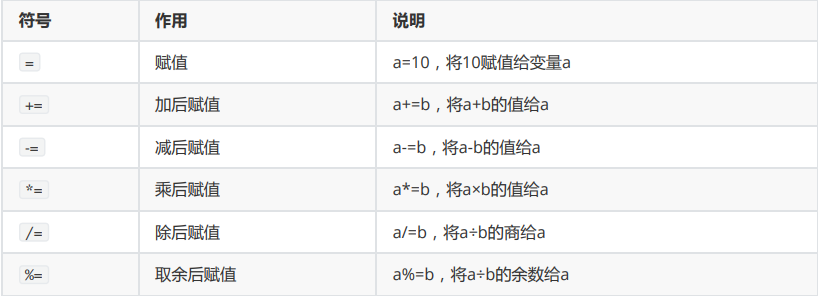 符号 作用 说明
= 赋值 a=10，将10赋值给变量a
+= 加后赋值 a+=b，将a+b的值给a
-= 减后赋值 a-=b，将a-b的值给a
*= 乘后赋值 a*=b，将a×b的值给a
/= 除后赋值 a/=b，将a÷b的商给a
%= 取余后赋值 a%=b，将a÷b的余数给a